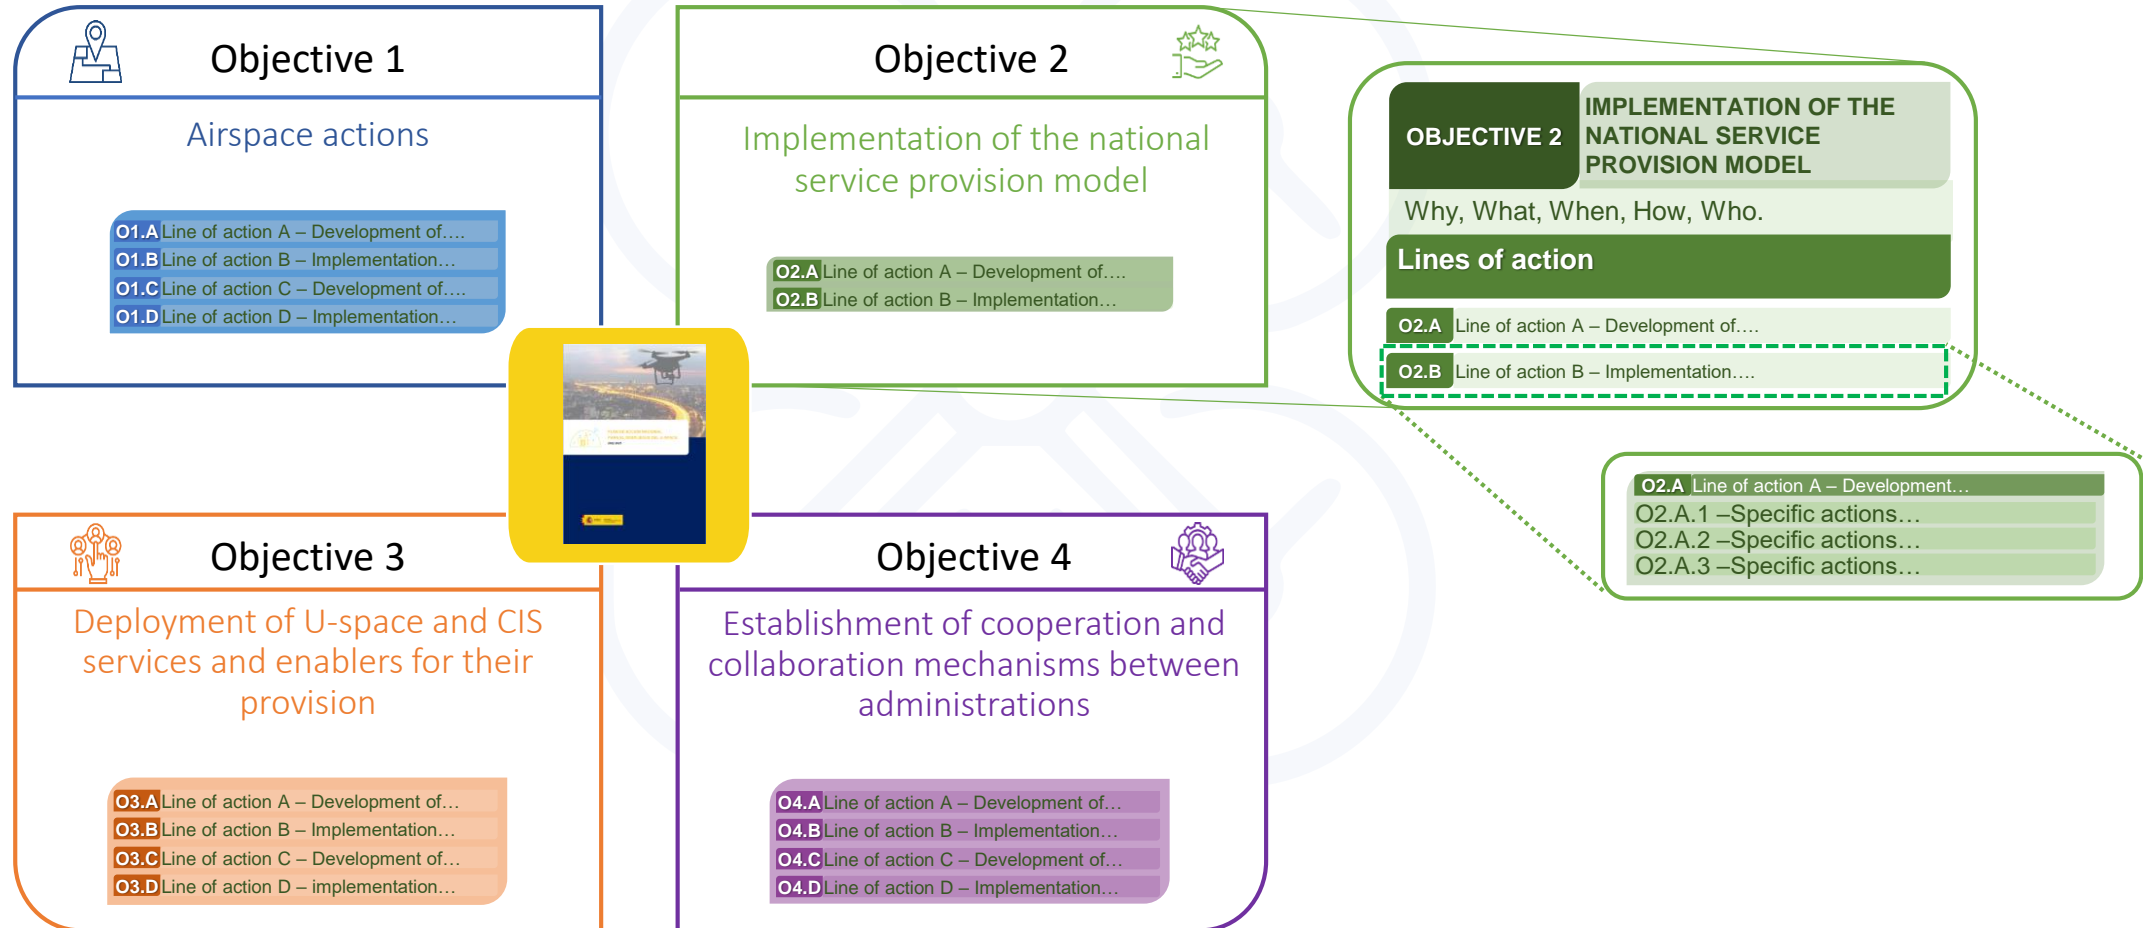 Objective 1
Airspace actions
O1.A Line of action A – Development of….
O1.B Line of action B – Implementation…
O1.C Line of action C – Development of….
O1.D Line of action D – Implementation…
Objective 2
Implementation of the national
service provision model
O2.A Line of action A – Development of….
O2.B Line of action B – Implementation…
OBJECTIVE 2
IMPLEMENTATION OF THE
NATIONAL SERVICE
PROVISION MODEL
Why, What, When, How, Who.
Lines of action
O2.A Line of action A – Development of….
O2.B Line of action B – Implementation….
O2.A Line of action A – Development…
O2.A.1 –Specific actions…
O2.A.2 –Specific actions…
O2.A.3 –Specific actions…
Objective 3
Deployment of U-space and CIS
services and enablers for their
provision
O3.A Line of action A – Development of…
O3.B Line of action B – Implementation…
O3.C Line of action C – Development of…
O3.D Line of action D – implementation…
Objective 4
Establishment of cooperation and
collaboration mechanisms between
administrations
O4.A Line of action A – Development of…
O4.B Line of action B – Implementation…
O4.C Line of action C – Development of…
O4.D Line of action D – Implementation…